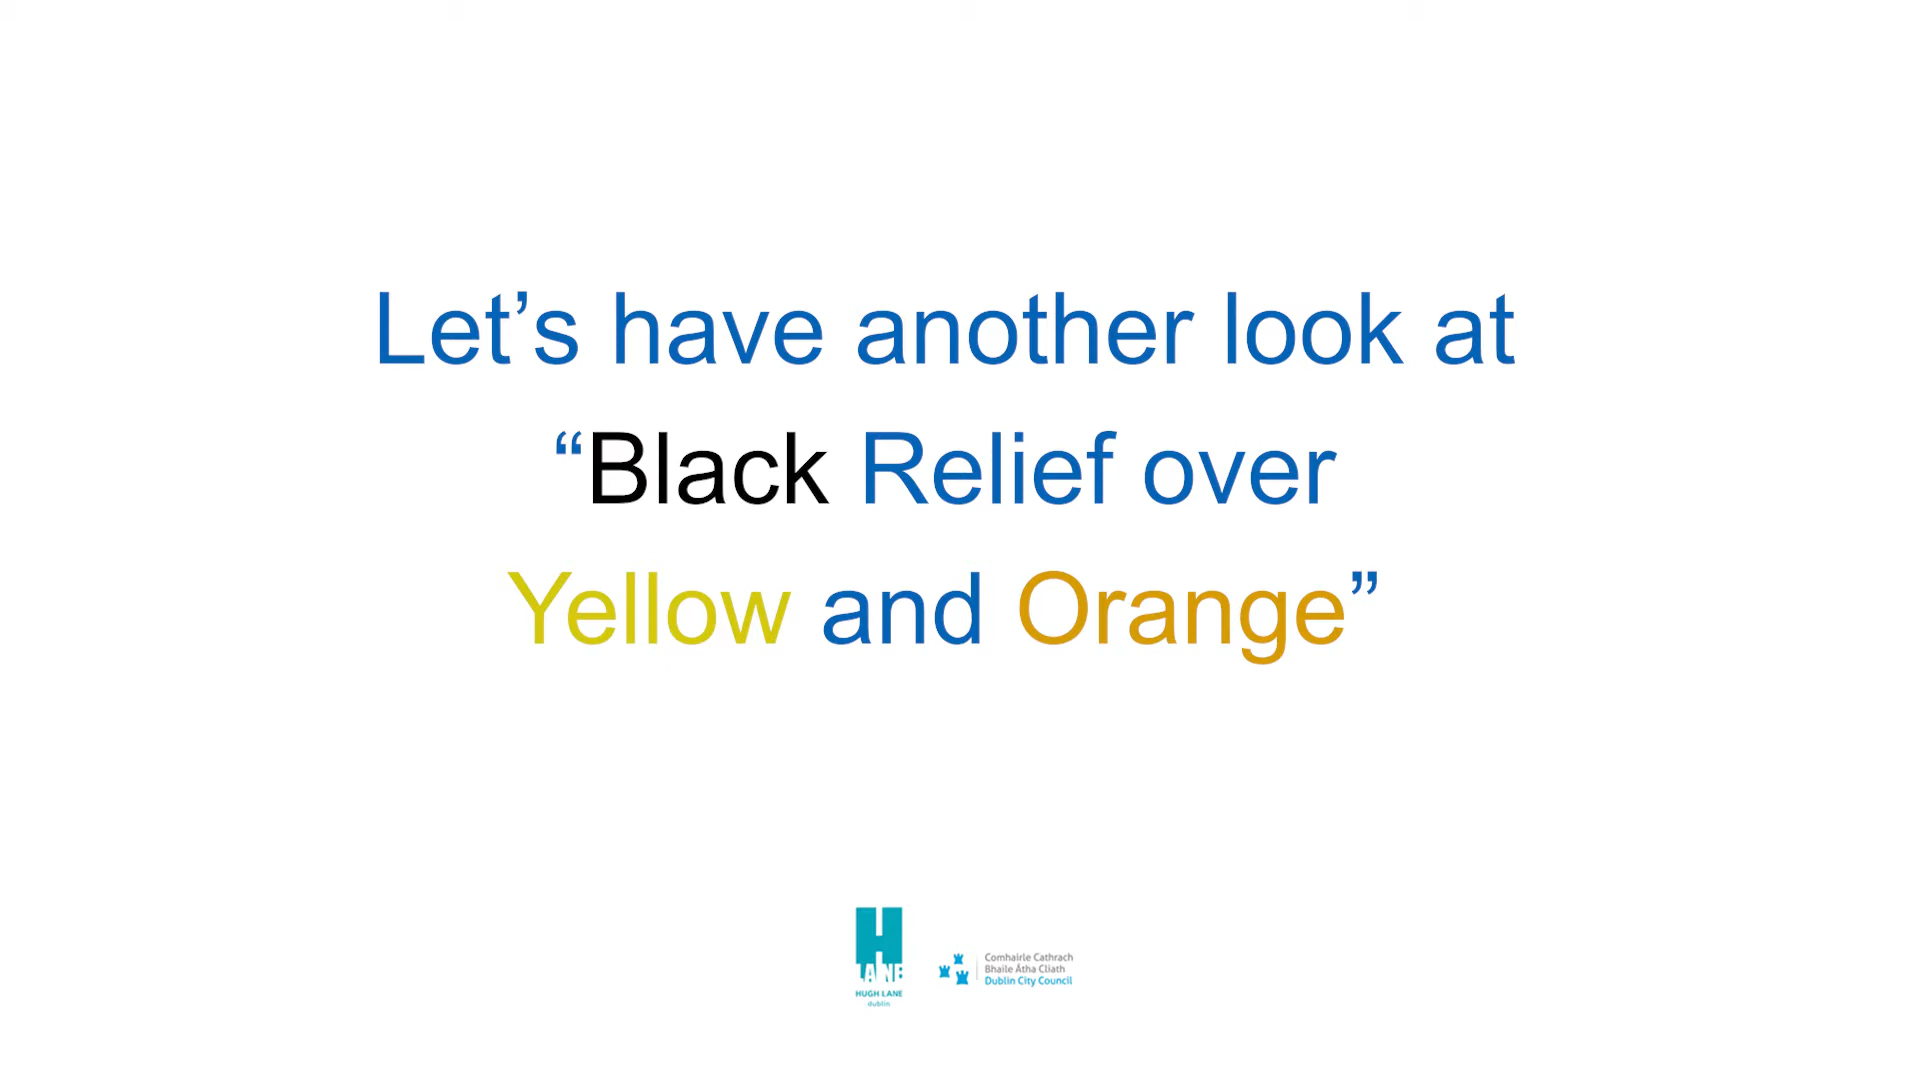 Let’s have another look at
“Black Relief over
Yellow and Orange”
H
LANE
HUGH LANE
dublin
Comhairle Cathrach
Bhaile Átha Cliath
Dublin City Council